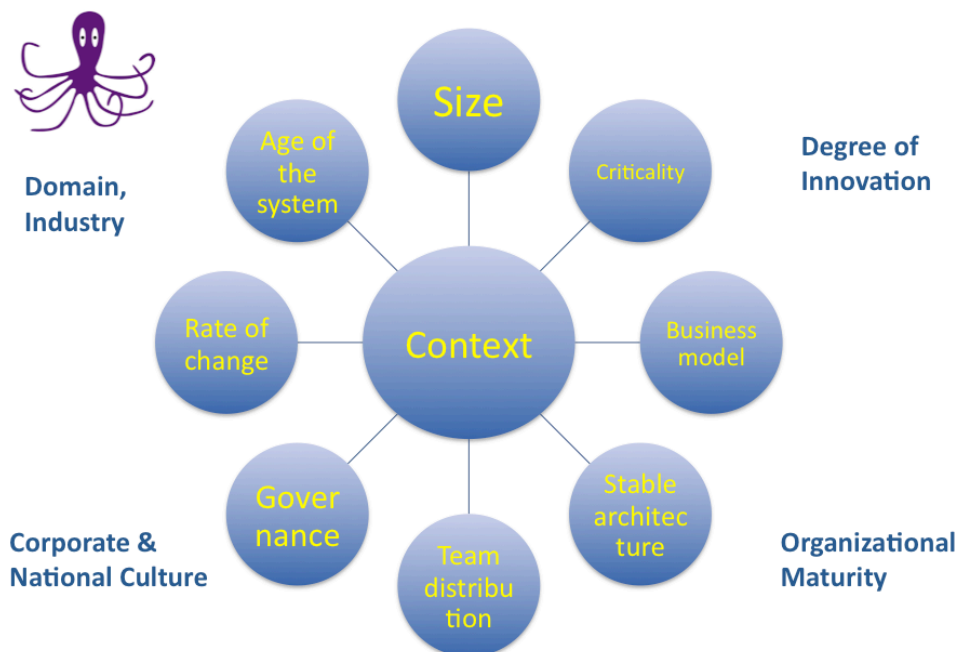 Size
Age of
the
system
Criticality
Degree of
Innovation
Domain,
Industry
Rate of
change
Context
Business
model
Gover
nance
Stable
architec
ture
Team
distribu
tion
Corporate &
National Culture
Organizational
Maturity